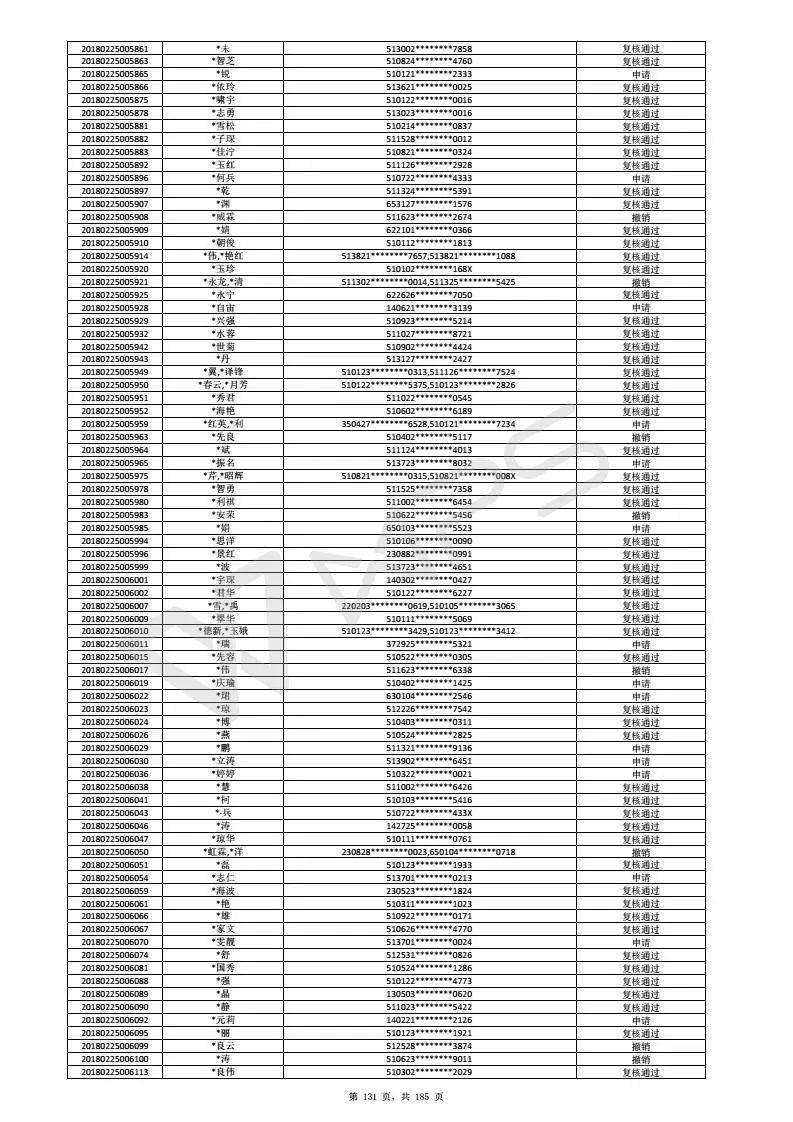 20180225005861 *未 513002********7858 复核通过
20180225005863 *智芝 510824********4760 复核通过
20180225005865 *锐 510121********2333 申请
20180225005866 *依玲 513621********0025 复核通过
20180225005875 *啸宇 510122********0016 复核通过
20180225005878 *志勇 513023********0016 复核通过
20180225005881 *雪松 510214********0837 复核通过
20180225005882 *子琛 511528********0012 复核通过
20180225005883 *佳泞 510821********0324 复核通过
20180225005892 *玉红 511126********2928 复核通过
20180225005896 *何兵 510722********4333 申请
20180225005897 *乾 511324********5391 复核通过
20180225005907 *渊 653127********1576 复核通过
20180225005908 *威霖 511623********2674 撤销
20180225005909 *婧 622101********0366 复核通过
20180225005910 *朝俊 510112********1813 复核通过
20180225005914 *伟,*艳红 513821********7657,513821********1088 复核通过
20180225005920 *玉珍 510102********168X 复核通过
20180225005921 *永龙,*清 511302********0014,511325********5425 撤销
20180225005925 *永宁 622626********7050 复核通过
20180225005928 *自宙 140621********3139 申请
20180225005929 *兴强 510923********5214 复核通过
20180225005932 *水蓉 511027********8721 复核通过
20180225005942 *世菊 510902********4424 复核通过
20180225005943 *丹 513127********2427 复核通过
20180225005949 *翼,*译锋 510123********0313,511126********7524 复核通过
20180225005950 *春云,*月芳 510122********5375,510123********2826 复核通过
20180225005951 *秀君 511022********0545 复核通过
20180225005952 *海艳 510602********6189 复核通过
20180225005959 *红英,*利 350427********6528,510121********7234 申请
20180225005963 *先良 510402********5117 撤销
20180225005964 *斌 511124********4013 复核通过
20180225005965 *振名 513723********8032 申请
20180225005975 *芹,*昭辉 510821********0315,510821********008X 复核通过
20180225005978 *智勇 511525********7358 复核通过
20180225005980 *利祺 511002********6454 复核通过
20180225005983 *安荣 510622********5456 撤销
20180225005985 *娟 650103********5523 申请
20180225005994 *思洋 510106********0090 复核通过
20180225005996 *景红 230882********0991 复核通过
20180225005999 *波 513723********4651 复核通过
20180225006001 *宇琛 140302********0427 复核通过
20180225006002 *君华 510122********6227 复核通过
20180225006007 *雪,*禹 220203********0619,510105********3065 复核通过
20180225006009 *翠华 510111********5069 复核通过
20180225006010 *德新,*玉娥 510123********3429,510123********3412 复核通过
20180225006011 *瑞 372925********5321 申请
20180225006015 *先容 510522********0305 复核通过
20180225006017 *伟 511623********6338 撤销
20180225006019 *庆瑜 510402********1425 申请
20180225006022 *珺 630104********2546 申请
20180225006023 *琼 512226********7542 复核通过
20180225006024 *博 510403********0311 复核通过
20180225006026 *燕 510524********2825 复核通过
20180225006029 *鹏 511321********9136 申请
20180225006030 *立涛 513902********6451 申请
20180225006036 *婷婷 510322********0021 申请
20180225006038 *慧 511002********6426 复核通过
20180225006041 *柯 510103********5416 复核通过
20180225006043 *·兵 510722********433X 复核通过
20180225006046 *涛 142725********0058 复核通过
20180225006047 *琼华 510111********0761 复核通过
20180225006050 *虹霖,*洋 230828********0023,650104********0718 撤销
20180225006051 *磊 510123********1933 复核通过
20180225006054 *志仁 513701********0213 申请
20180225006059 *海波 230523********1824 复核通过
20180225006061 *艳 510311********1023 复核通过
20180225006066 *雄 510922********0171 复核通过
20180225006067 *家文 510626********4770 复核通过
20180225006070 *雯靓 513701********0024 申请
20180225006074 *舒 512531********0826 复核通过
20180225006081 *国秀 510524********1286 复核通过
20180225006088 *强 510122********4773 复核通过
20180225006089 *晶 130503********0620 复核通过
20180225006090 *静 511023********5422 复核通过
20180225006092 *元莉 140221********2126 申请
20180225006095 *丽 510123********1921 复核通过
20180225006099 *良云 512528********3874 撤销
20180225006100 *涛 510623********9011 撤销
20180225006113 *良伟 510302********2029 复核通过
第 131 页，共 185 页